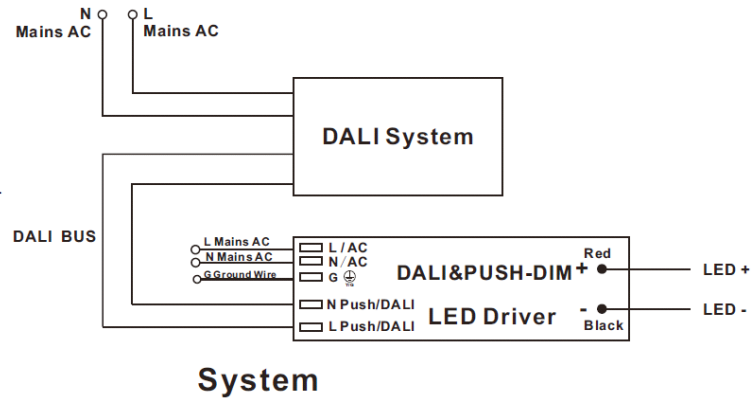 N
Mains AC
L
Mains AC
DALI System
DALI BUS
L Mains AC
N Mains AC
G Ground Wire
L / AC
N / AC
G
N Push/DALI
L Push/DALI
DALI&PUSH-DIM
LED Driver
Red
+
-
Black
LED +
LED -
System